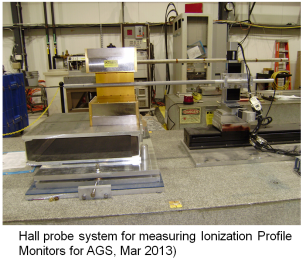 Hall probe system for measuring Ionization Profile
Monitors for AGS, Mar 2013)